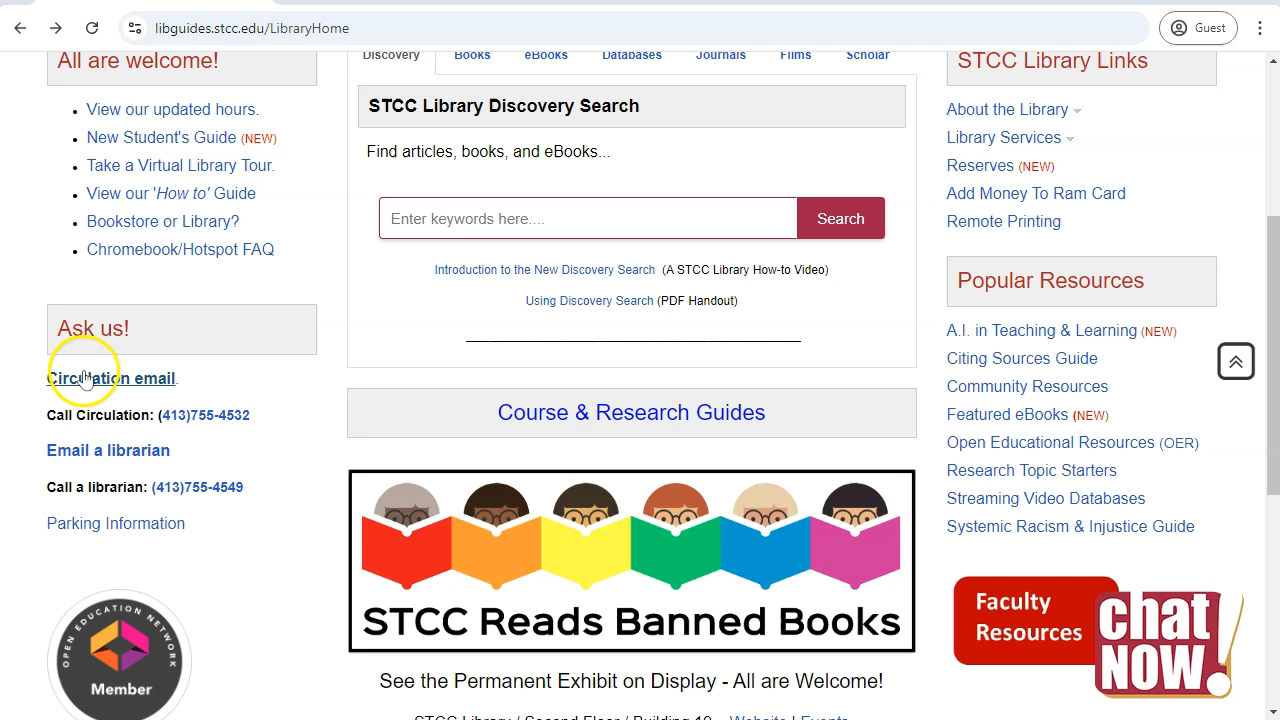 libguides.stcc.edu/LibraryHome
Guest
All are welcome!
View our updated hours.
New Student's Guide (NEW)
Take a Virtual Library Tour.
View our 'How to' Guide
Bookstore or Library?
Chromebook/Hotspot FAQ
Ask us!
Circulation email.
Call Circulation: (413)755-4532
Email a librarian
Call a librarian: (413)755-4549
Parking Information
OPEN EDUCATION NETWORK
Member
Discovery Books eBooks Databases Journals Films Scholar
STCC Library Discovery Search
Find articles, books, and eBooks...
Enter keywords here.... Search
Introduction to the New Discovery Search (A STCC Library How-to Video)
Using Discovery Search (PDF Handout)
Course & Research Guides
STCC Reads Banned Books
See the Permanent Exhibit on Display - All are Welcome!
STCC Library / Second Floor / Building 19 - Website | Events
STCC Library Links
About the Library
Library Services
Reserves (NEW)
Add Money To Ram Card
Remote Printing
Popular Resources
A.I. in Teaching & Learning (NEW)
Citing Sources Guide
Community Resources
Featured eBooks (NEW)
Open Educational Resources (OER)
Research Topic Starters
Streaming Video Databases
Systemic Racism & Injustice Guide
Faculty
Resources
chat
NOW!